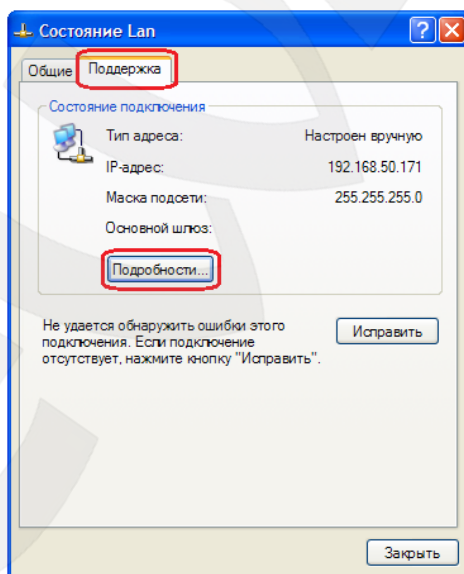 Состояние Lan
Общие Поддержка
Состояние подключения
Тип адреса: Настроен вручную
IP-адрес: 192.168.50.171
Маска подсети: 255.255.255.0
Основной шлюз:
Подробности...
Не удается обнаружить ошибки этого
подключения. Если подключение
отсутствует, нажмите кнопку "Исправить".
Исправить
Закрыть